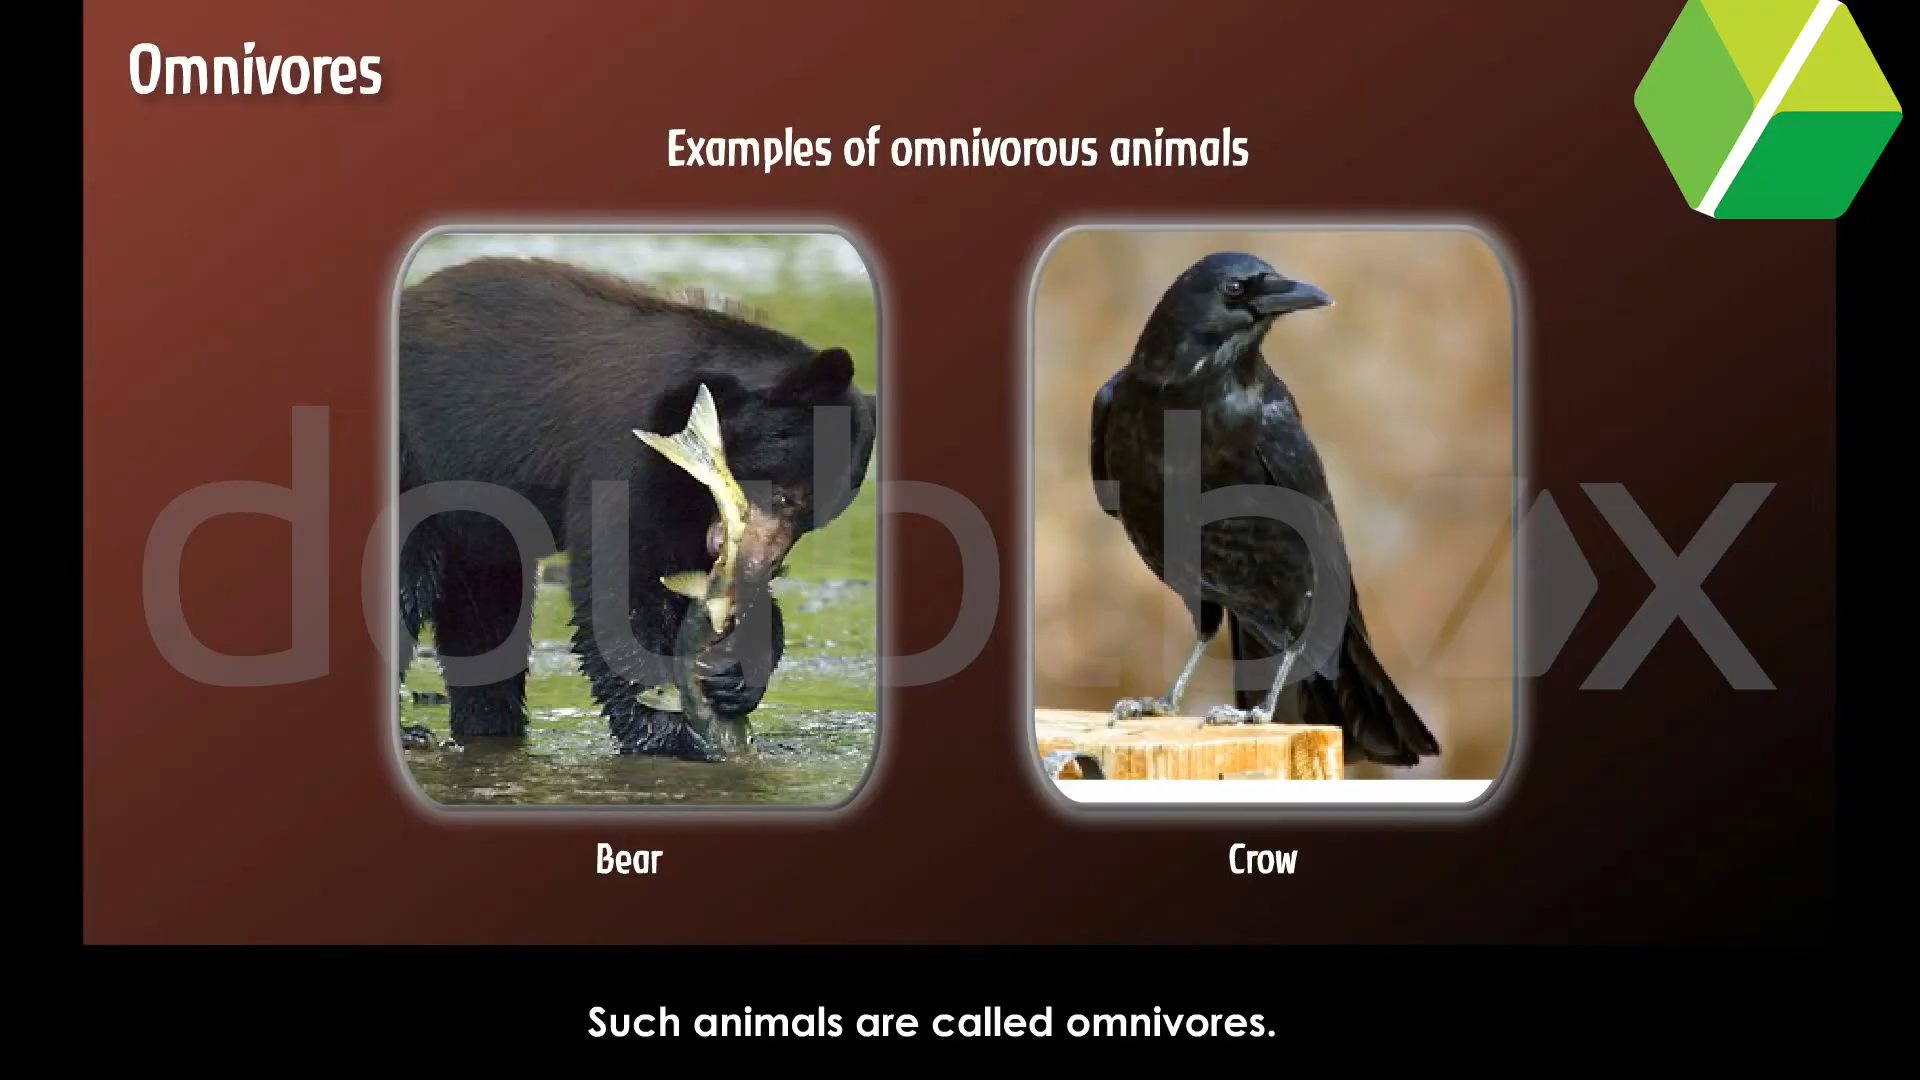 Omnivores
Examples of omnivorous animals
Bear
Crow
Such animals are called omnivores.